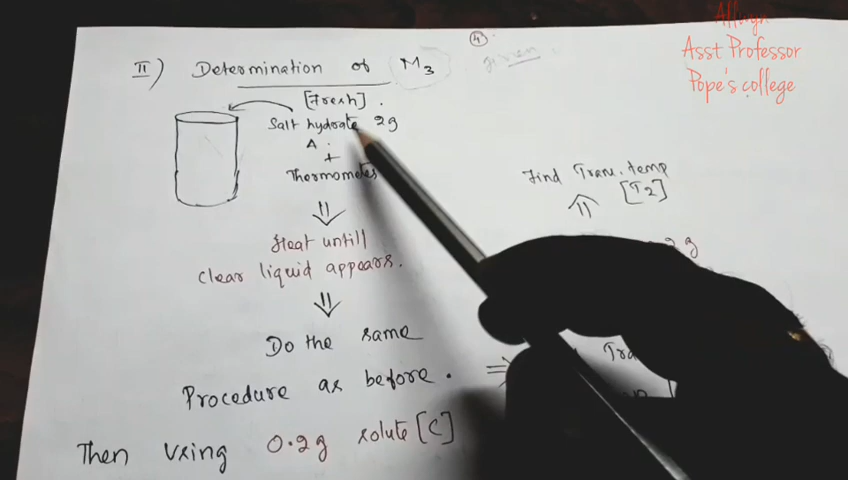 Asst Professor
Pope's college
4
II) Determination of M3
[Fresh].
Salt hydrate 2g
A
+
Thermometer
Heat untill
clear liquid appears.
Do the same
Procedure as before.
Then using 0.2g solute [C]
Find Tran. temp
[T2]